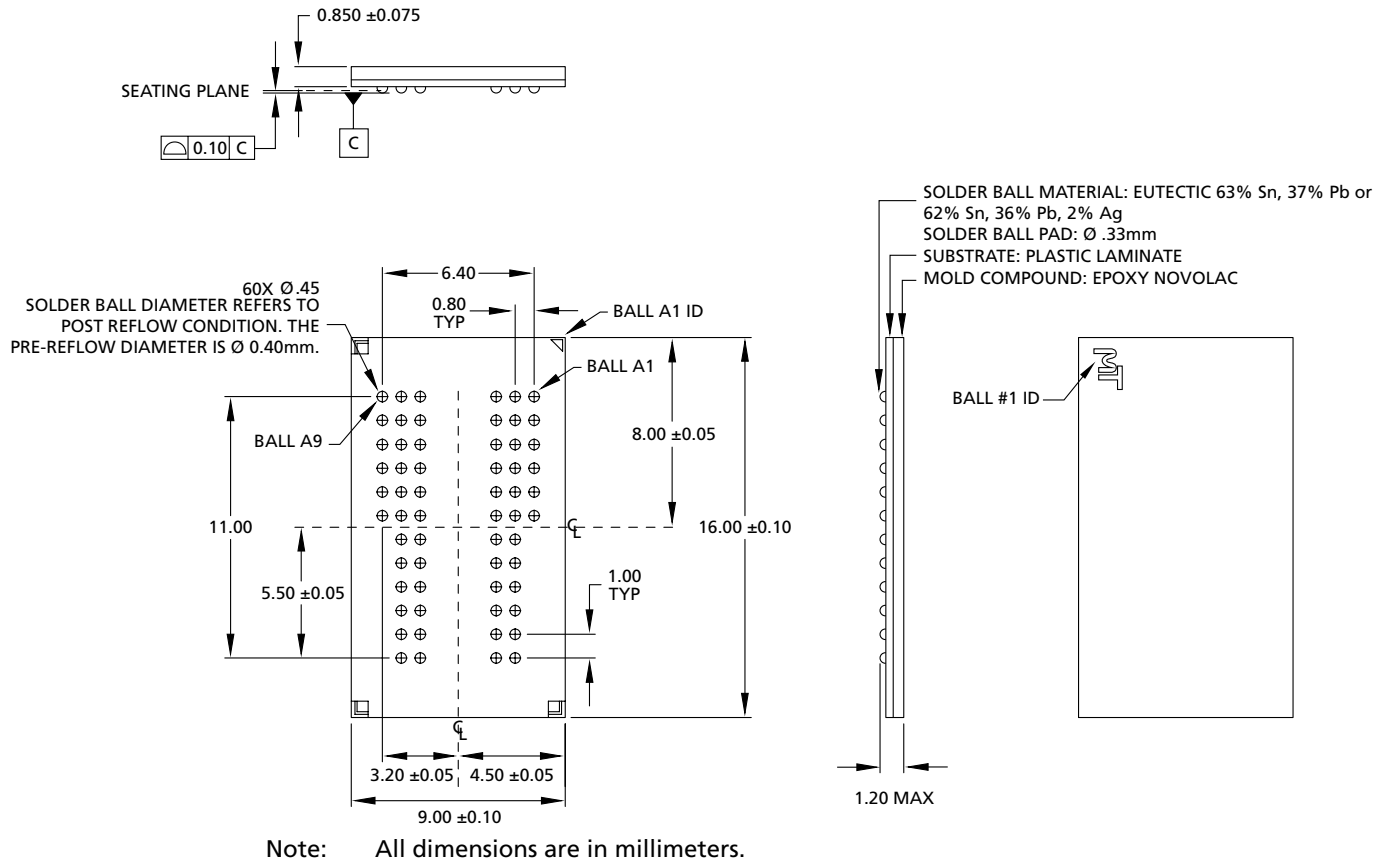 0.850 ±0.075
SEATING PLANE
0.10 C
C
SOLDER BALL MATERIAL: EUTECTIC 63% Sn, 37% Pb or
62% Sn, 36% Pb, 2% Ag
SOLDER BALL PAD: Ø .33mm
SUBSTRATE: PLASTIC LAMINATE
MOLD COMPOUND: EPOXY NOVOLAC
6.40
60X Ø.45
SOLDER BALL DIAMETER REFERS TO
POST REFLOW CONDITION. THE
PRE-REFLOW DIAMETER IS Ø 0.40mm.
0.80
TYP
BALL A1 ID
BALL A1
BALL A9
8.00 ±0.05
11.00
CL
16.00 ±0.10
5.50 ±0.05
1.00
TYP
CL
3.20 ±0.05
4.50 ±0.05
9.00 ±0.10
MT
BALL #1 ID
1.20 MAX
Note: All dimensions are in millimeters.